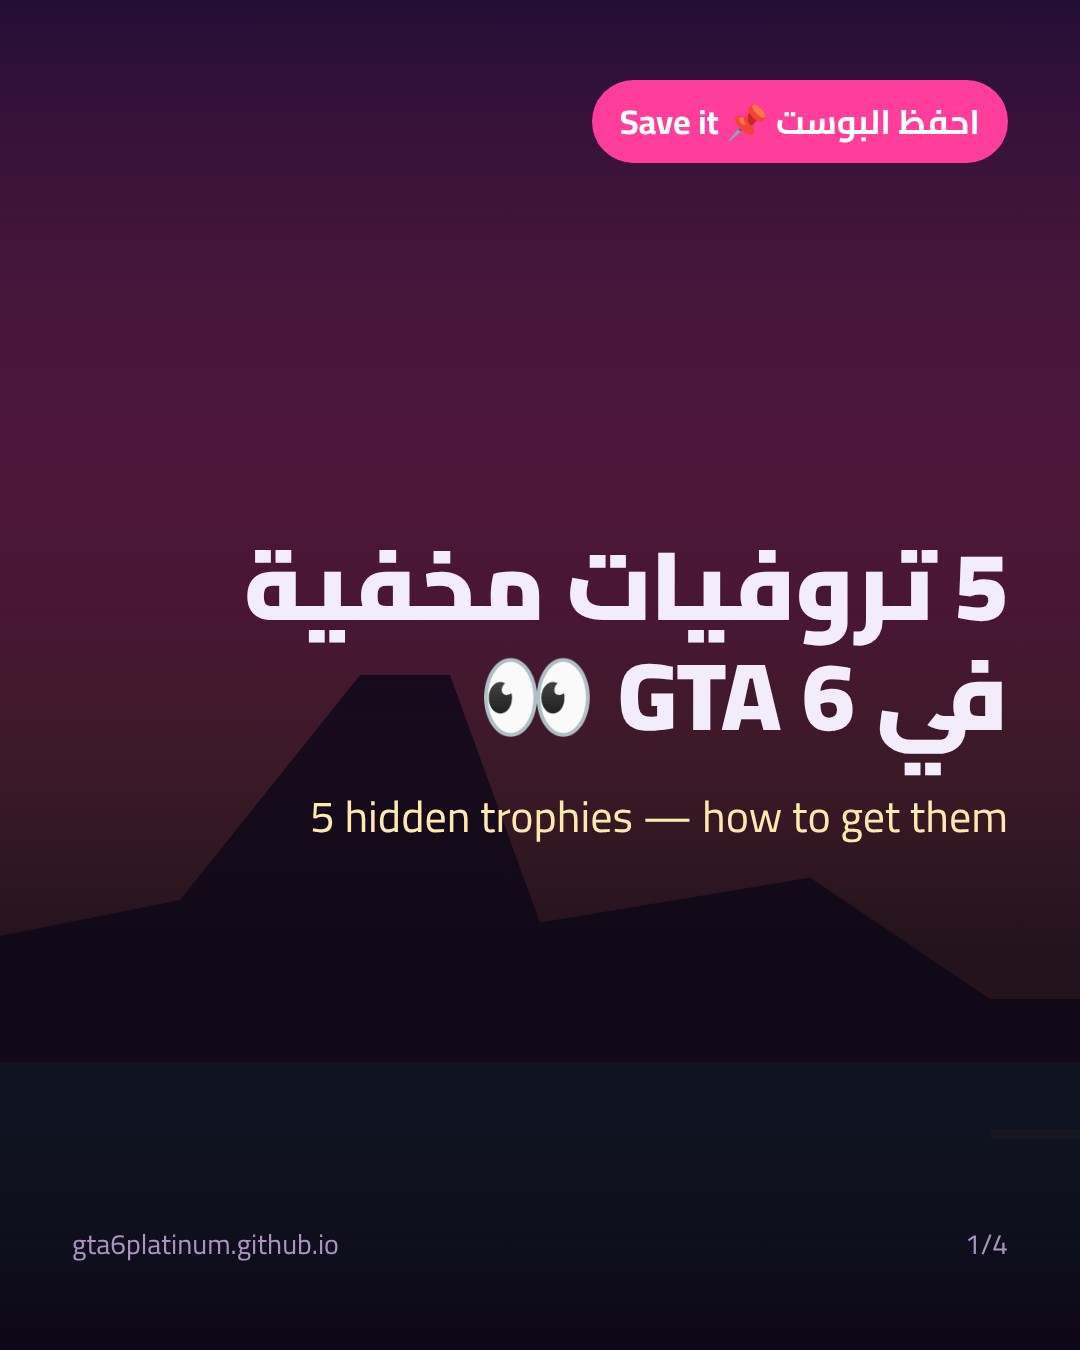 احفظ البوست 📌 Save it
5 تروفيات مخفية
في GTA 6 👀
5 hidden trophies — how to get them
gta6platinum.github.io
1/4